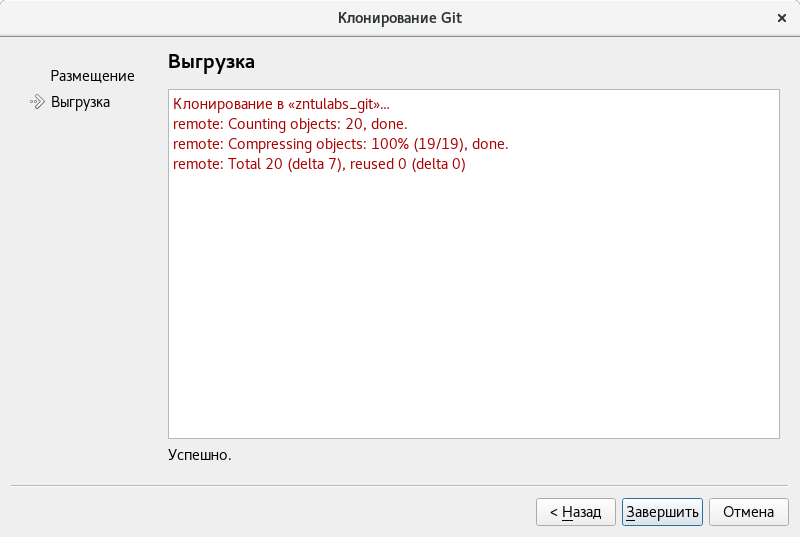 Клонирование Git
×
Размещение
Выгрузка
Выгрузка
Клонирование в «zntulabs_git»...
remote: Counting objects: 20, done.
remote: Compressing objects: 100% (19/19), done.
remote: Total 20 (delta 7), reused 0 (delta 0)
Успешно.
< Назад
Завершить
Отмена